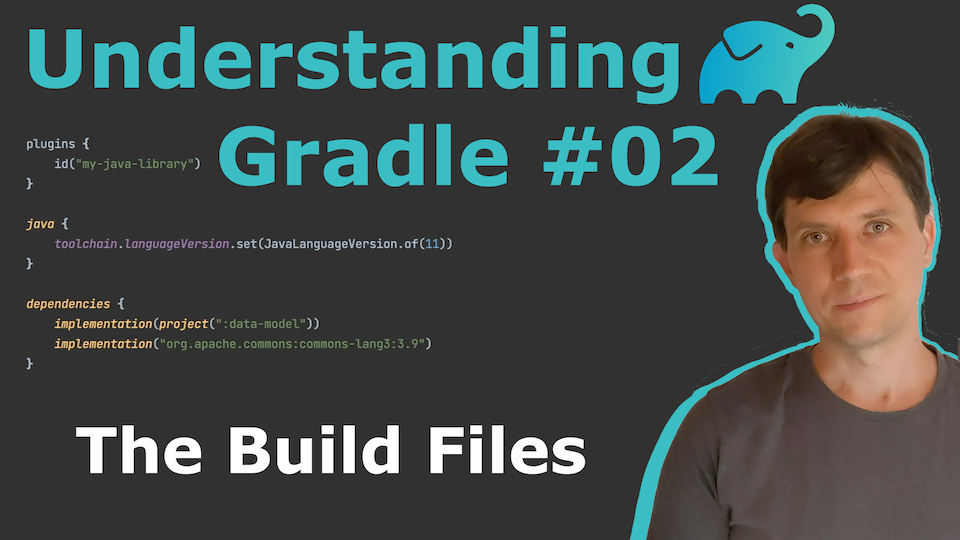 Understanding
Gradle #02
plugins {
    id("my-java-library")
}
java {
    toolchain.languageVersion.set(JavaLanguageVersion.of(11))
}
dependencies {
    implementation(project(":data-model"))
    implementation("org.apache.commons:commons-lang3:3.9")
}
The Build Files